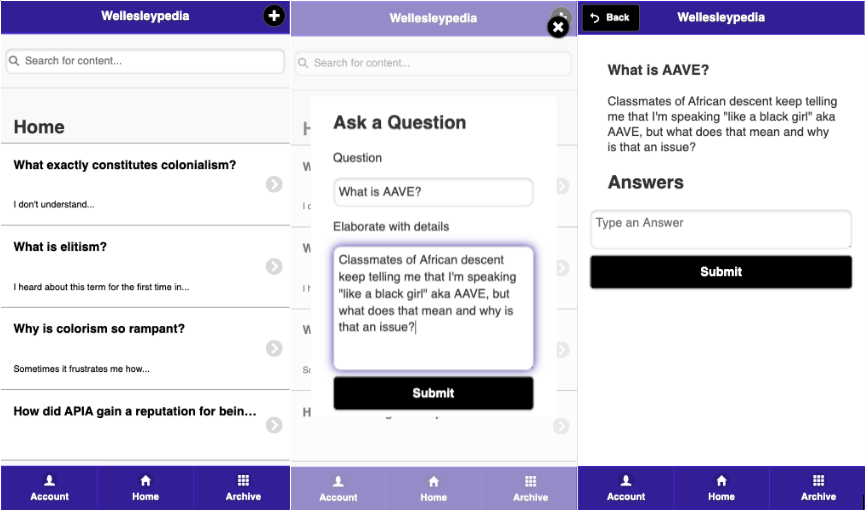 Wellesleypedia
Search for content...
Home
What exactly constitutes colonialism?
I don't understand...
What is elitism?
I heard about this term for the first time in...
Why is colorism so rampant?
Sometimes it frustrates me how...
How did APIA gain a reputation for bein...
Account
Home
Archive
Wellesleypedia
Search for content...
Ask a Question
Question
What is AAVE?
Elaborate with details
Classmates of African descent
keep telling me that I'm speaking
"like a black girl" aka AAVE, but
what does that mean and why is
that an issue?
Submit
Account
Home
Archive
Back
Wellesleypedia
What is AAVE?
Classmates of African descent keep telling
me that I'm speaking "like a black girl" aka
AAVE, but what does that mean and why
is that an issue?
Answers
Type an Answer
Submit
Account
Home
Archive